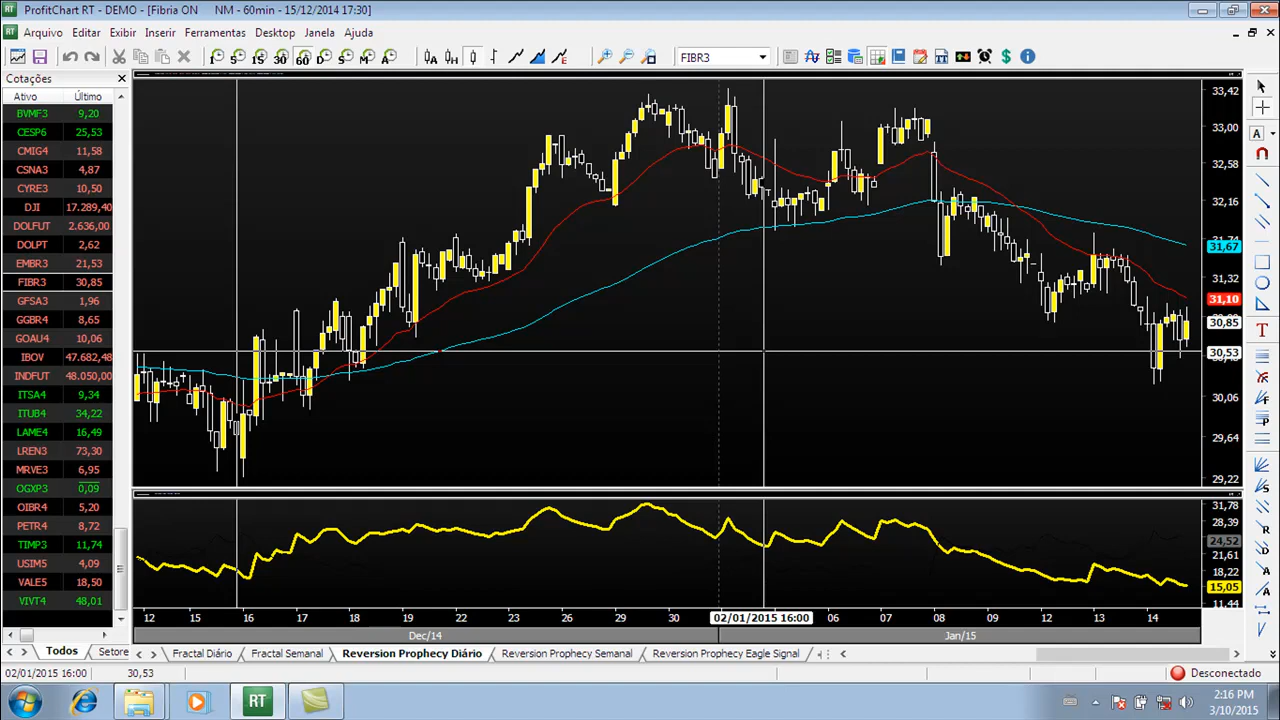 ProfitChart RT - DEMO - [Fibria ON NM - 60min - 15/12/2014 17:30]
Arquivo Editar Exibir Inserir Ferramentas Desktop Janela Ajuda
1 5 15 30 60 D S M A FIBR3
Cotações
Ativo Último
BVMF3 9,20
CESP6 25,53
CMIG4 11,58
CSNA3 4,87
CYRE3 10,50
DJI 17.289,40
DOLFUT 2.636,00
DOLPT 2,62
EMBR3 21,53
FIBR3 30,85
GFSA3 1,96
GGBR4 8,65
GOAU4 10,06
IBOV 47.682,48
INDFUT 48.050,00
ITSA4 9,34
ITUB4 34,22
LAME4 16,49
LREN3 73,30
MRVE3 6,95
OGXP3 0,09
OIBR4 5,20
PETR4 8,72
TIMP3 11,74
USIM5 4,09
VALE5 18,50
VIVT4 48,01
33,42
33,00
32,58
32,16
31,74
31,67
31,32
31,10
30,85
30,53
30,06
29,64
29,22
31,78
28,39
24,52
21,61
18,22
15,05
11,44
12 15 16 17 18 19 22 23 26 29 30 02/01/2015 16:00 06 07 08 09 12 13 14
Dec/14 Jan/15
Todos Setore Fractal Diário Fractal Semanal Reversion Prophecy Diário Reversion Prophecy Semanal Reversion Prophecy Eagle Signal
02/01/2015 16:00 30,53 Desconectado
RT
2:16 PM
3/10/2015